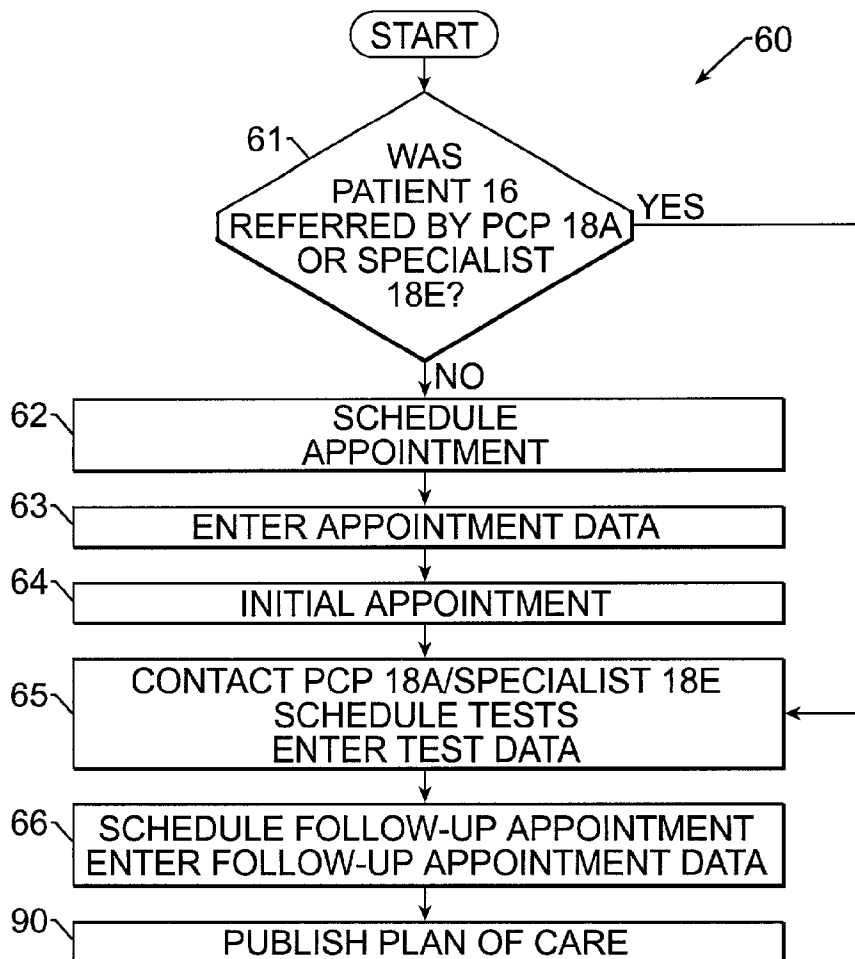 START
60
61
WAS
PATIENT 16
REFERRED BY PCP 18A
OR SPECIALIST
18E?
YES
NO
62
SCHEDULE
APPOINTMENT
63
ENTER APPOINTMENT DATA
64
INITIAL APPOINTMENT
65
CONTACT PCP 18A/SPECIALIST 18E
SCHEDULE TESTS
ENTER TEST DATA
66
SCHEDULE FOLLOW-UP APPOINTMENT
ENTER FOLLOW-UP APPOINTMENT DATA
90
PUBLISH PLAN OF CARE